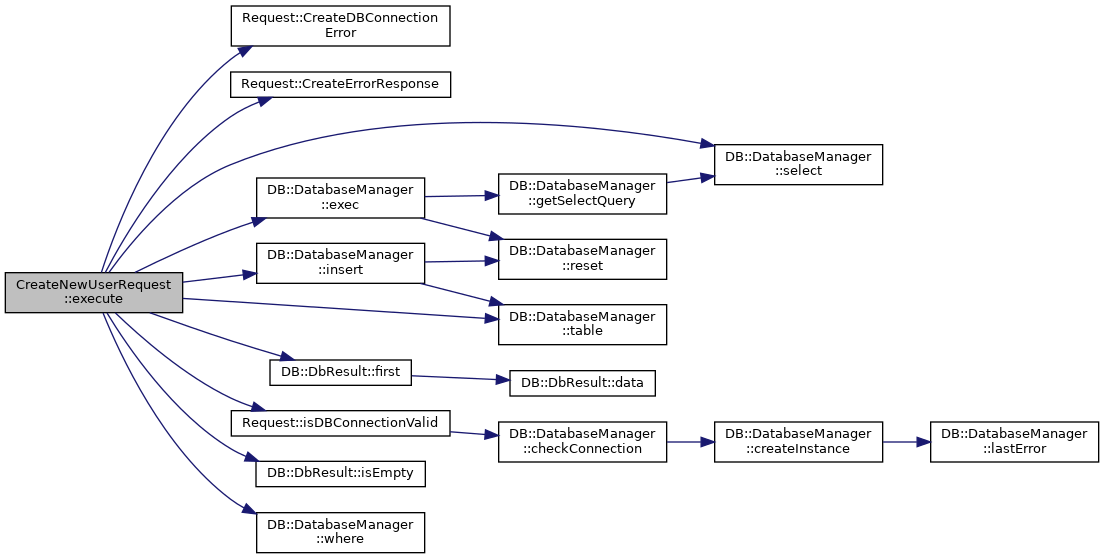 Request::CreateDBConnection
Error
Request::CreateErrorResponse
DB::DatabaseManager
::select
DB::DatabaseManager
::exec
DB::DatabaseManager
::getSelectQuery
DB::DatabaseManager
::insert
DB::DatabaseManager
::reset
CreateNewUserRequest
::execute
DB::DatabaseManager
::table
DB::DbResult::first
DB::DbResult::data
Request::isDBConnectionValid
DB::DatabaseManager
::checkConnection
DB::DatabaseManager
::createInstance
DB::DatabaseManager
::lastError
DB::DbResult::isEmpty
DB::DatabaseManager
::where